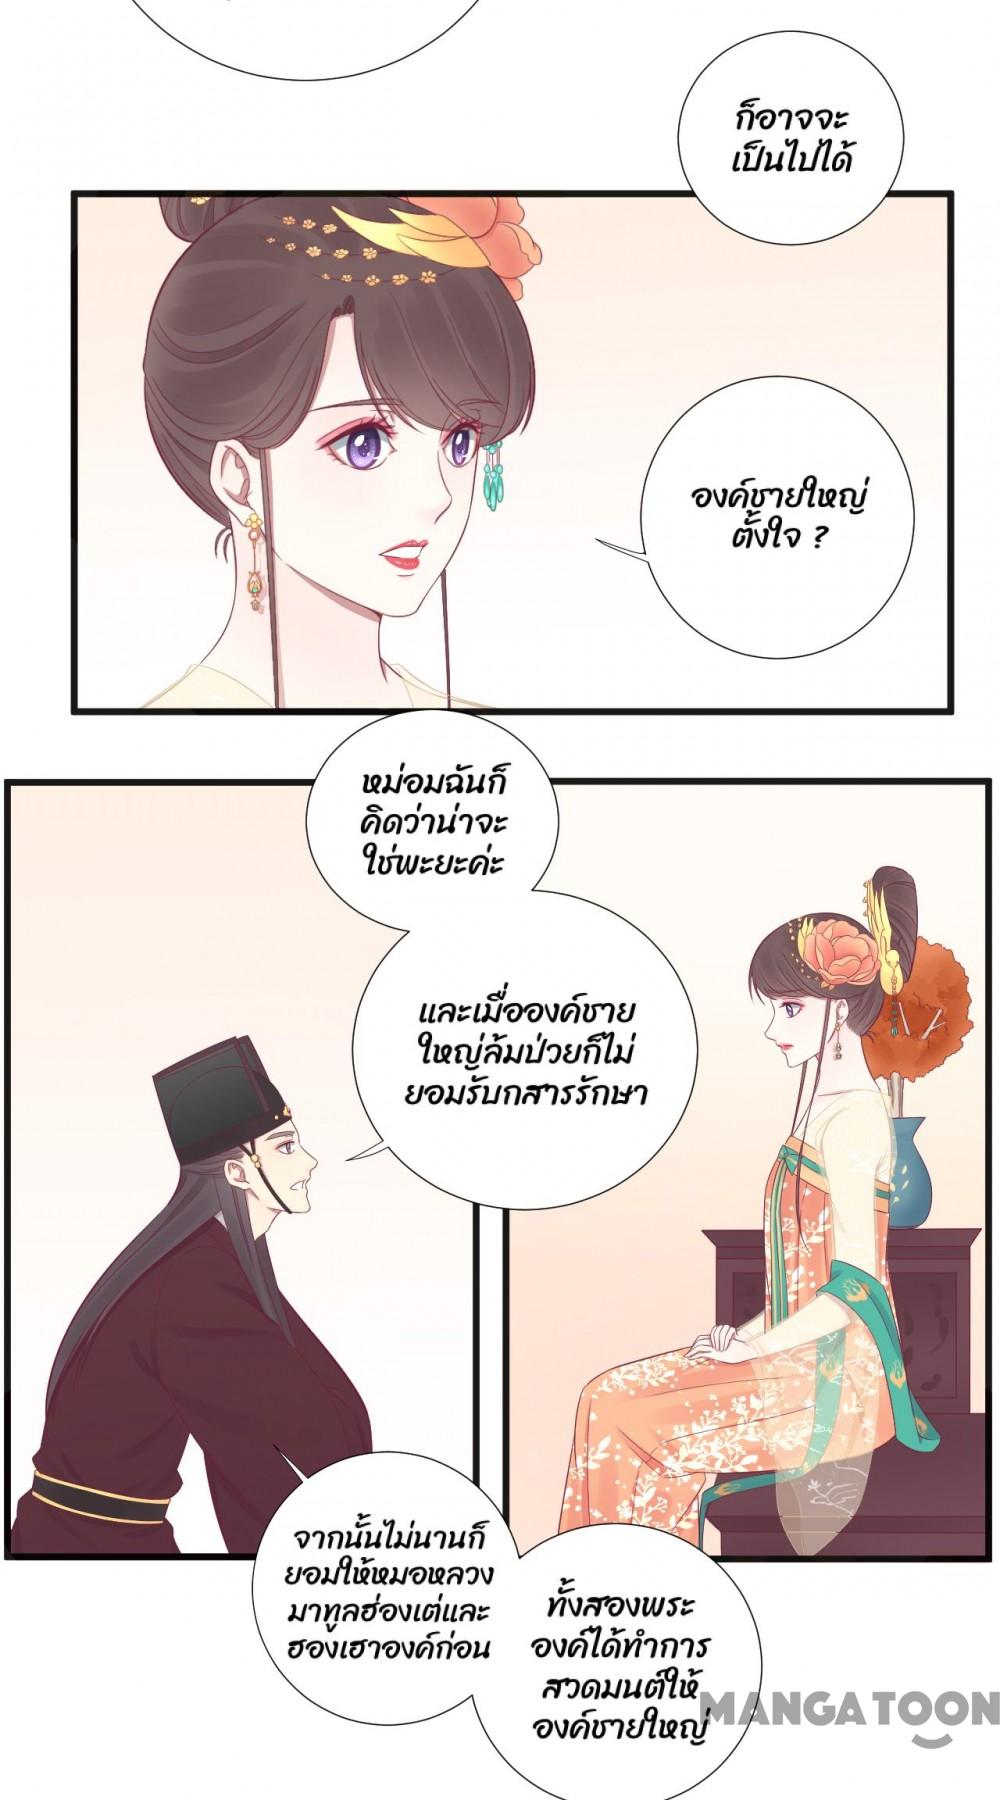 ก็อาจจะ
เป็นไปได้
องค์ชายใหญ่
ตั้งใจ ?
หม่อมฉันก็
คิดว่าน่าจะ
ใช่พะยะค่ะ
และเมื่อองค์ชาย
ใหญ่ล้มป่วยก็ไม่
ยอมรับกสารรักษา
จากนั้นไม่นานก็
ยอมให้หมอหลวง
มาทูลฮ่องเต่และ
ฮองเฮาองค์ก่อน
ทั้งสองพระ
องค์ได้ทำการ
สวดมนต์ให้
องค์ชายใหญ่
MANGATOON